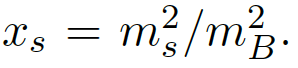 $x_s = m_s^2/m_B^2.$